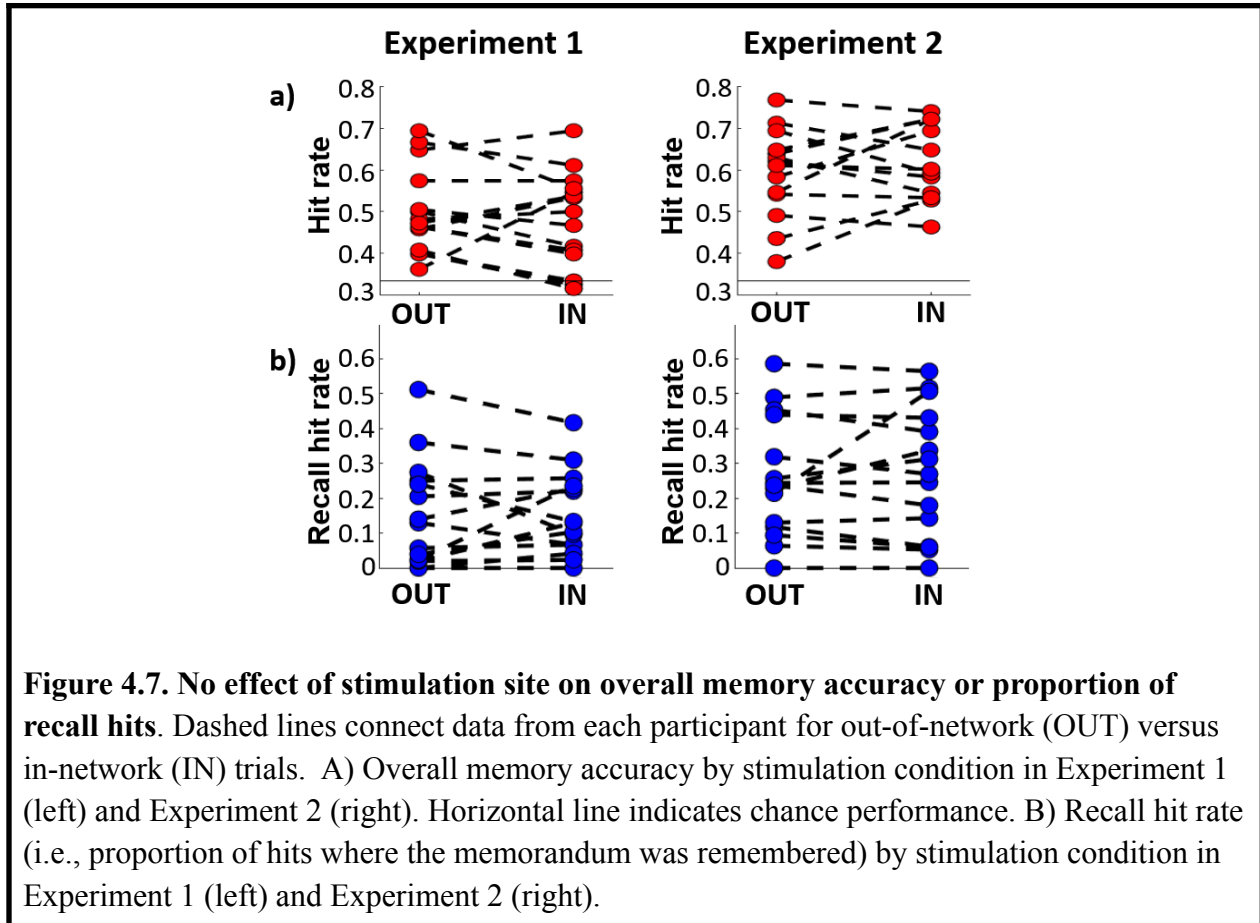 Experiment 1 Experiment 2
a)
0.8
0.7
0.6
0.5
0.4
0.3
Hit rate
OUT IN
0.8
0.7
0.6
0.5
0.4
0.3
Hit rate
OUT IN
b)
0.6
0.5
0.4
0.3
0.2
0.1
0
Recall hit rate
OUT IN
0.6
0.5
0.4
0.3
0.2
0.1
0
Recall hit rate
OUT IN
Figure 4.7. No effect of stimulation site on overall memory accuracy or proportion of
recall hits. Dashed lines connect data from each participant for out-of-network (OUT) versus
in-network (IN) trials.  A) Overall memory accuracy by stimulation condition in Experiment 1
(left) and Experiment 2 (right). Horizontal line indicates chance performance. B) Recall hit rate
(i.e., proportion of hits where the memorandum was remembered) by stimulation condition in
Experiment 1 (left) and Experiment 2 (right).